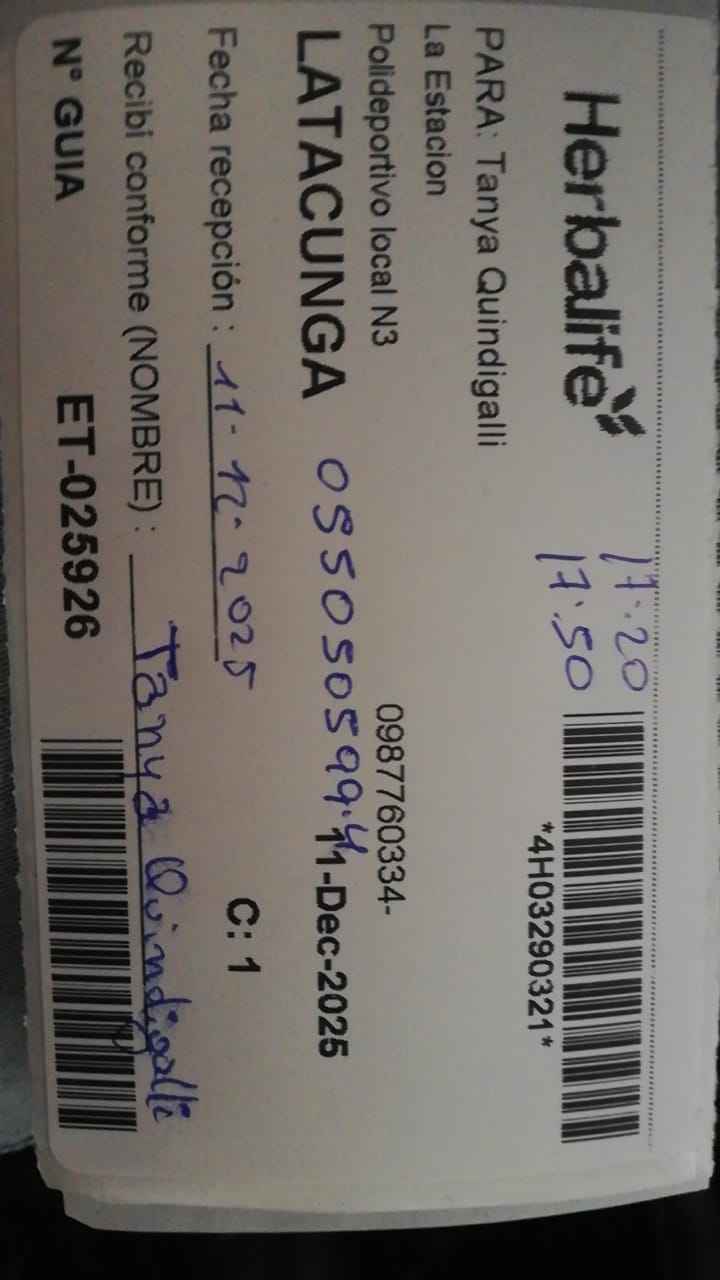 Herbalife
17:20
17:50
*4H03290321*
PARA: Tanya Quindigalli
La Estacion
Polideportivo local N3
0987760334-
LATACUNGA 0550505994 11-Dec-2025
Fecha recepción : 11-12-2025 C: 1
Recibi conforme (NOMBRE) : Tanya Quindigalli
N° GUIA ET-025926